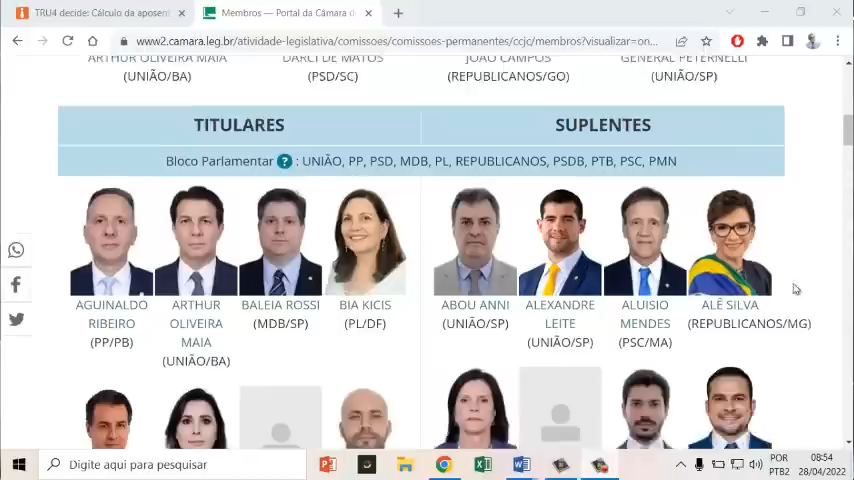 TRU4 decide: Cálculo da aposent
Membros — Portal da Câmara d
www2.camara.leg.br/atividade-legislativa/comissoes/comissoes-permanentes/ccjc/membros?visualizar=on...
ARTHUR OLIVEIRA MAIA
(UNIÃO/BA)
DARCI DE MATOS
(PSD/SC)
JOÃO CAMPOS
(REPUBLICANOS/GO)
GENERAL PETERNELLI
(UNIÃO/SP)
TITULARES
SUPLENTES
Bloco Parlamentar ? : UNIÃO, PP, PSD, MDB, PL, REPUBLICANOS, PSDB, PTB, PSC, PMN
AGUINALDO
RIBEIRO
(PP/PB)
ARTHUR
OLIVEIRA
MAIA
(UNIÃO/BA)
BALEIA ROSSI
(MDB/SP)
BIA KICIS
(PL/DF)
ABOU ANNI
(UNIÃO/SP)
ALEXANDRE
LEITE
(UNIÃO/SP)
ALUISIO
MENDES
(PSC/MA)
ALÊ SILVA
(REPUBLICANOS/MG)
Digite aqui para pesquisar
POR
PTB2
08:54
28/04/2022